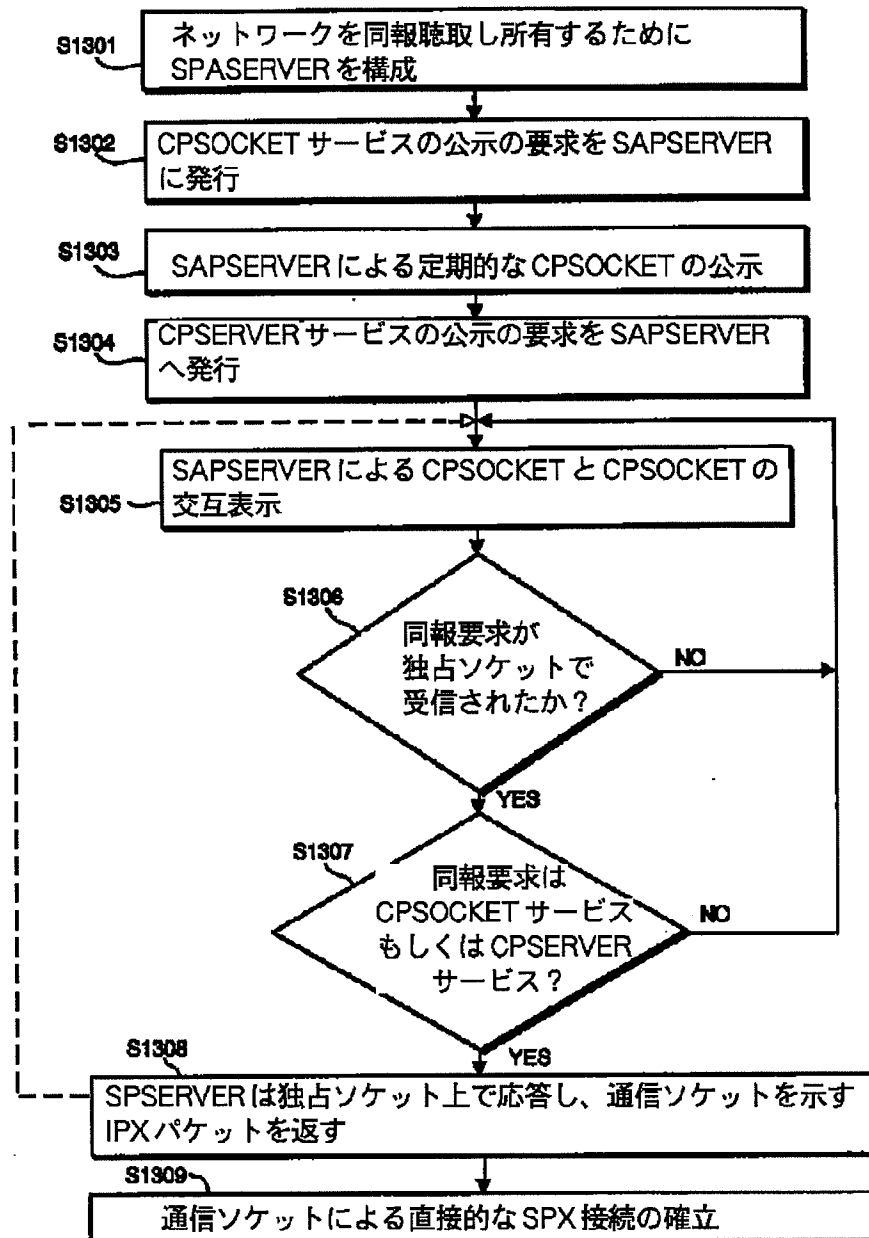 S1301
ネットワークを同報聴取し所有するために
SPASERVERを構成
S1302
CPSOCKET サービスの公示の要求を SAPSERVER
に発行
S1303
SAPSERVER による定期的な CPSOCKET の公示
S1304
CPSERVER サービスの公示の要求を SAPSERVER
へ発行
S1305
SAPSERVER による CPSOCKET と CPSOCKET の
交互表示
S1306
同報要求が
独占ソケットで
受信されたか？
NO
YES
S1307
同報要求は
CPSOCKET サービス
もしくは CPSERVER
サービス？
NO
YES
S1308
SPSERVER は独占ソケット上で応答し、通信ソケットを示す
IPX パケットを返す
S1309
通信ソケットによる直接的な SPX 接続の確立